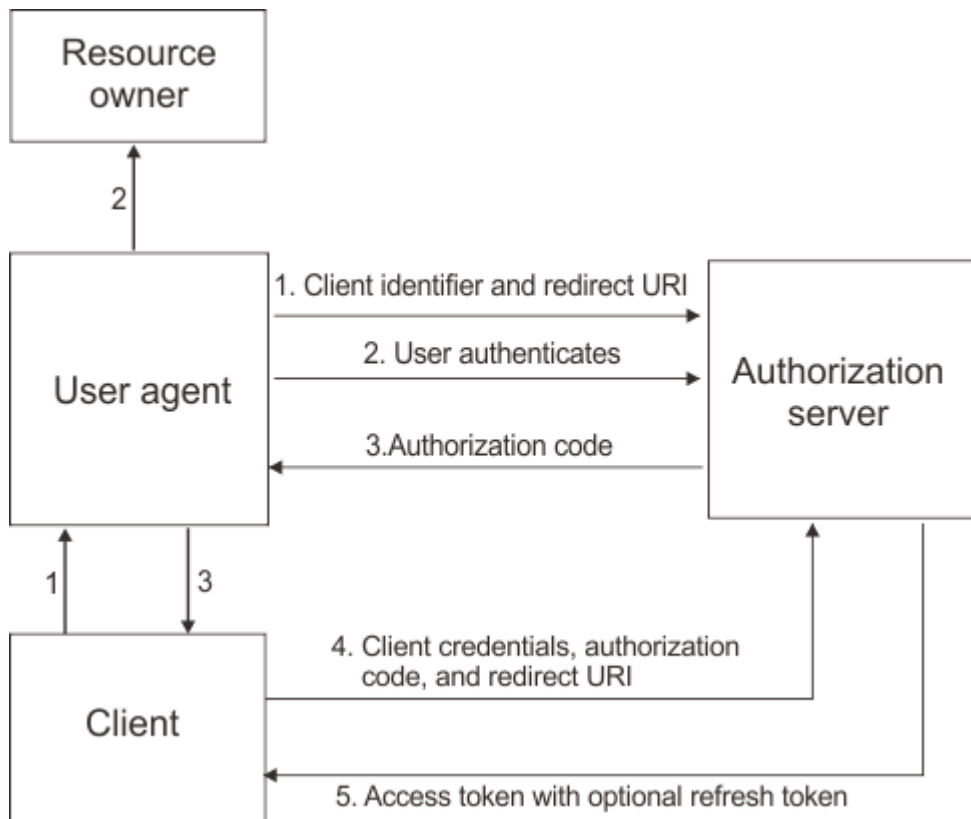 Resource
owner
2
1. Client identifier and redirect URI
2. User authenticates
User agent
Authorization
server
3.Authorization code
1
3
4. Client credentials, authorization
code, and redirect URI
Client
5. Access token with optional refresh token